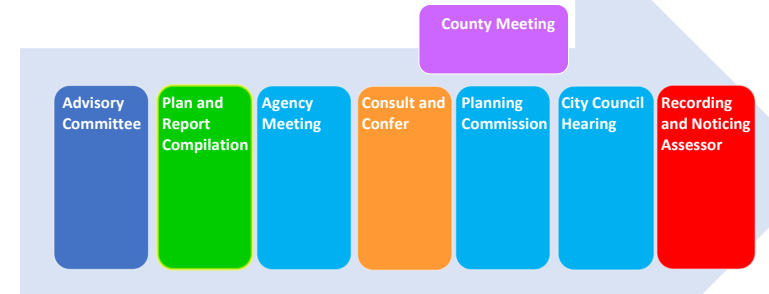 County Meeting
Advisory
Committee
Plan and
Report
Compilation
Agency
Meeting
Consult and
Confer
Planning
Commission
City Council
Hearing
Recording
and Noticing
Assessor